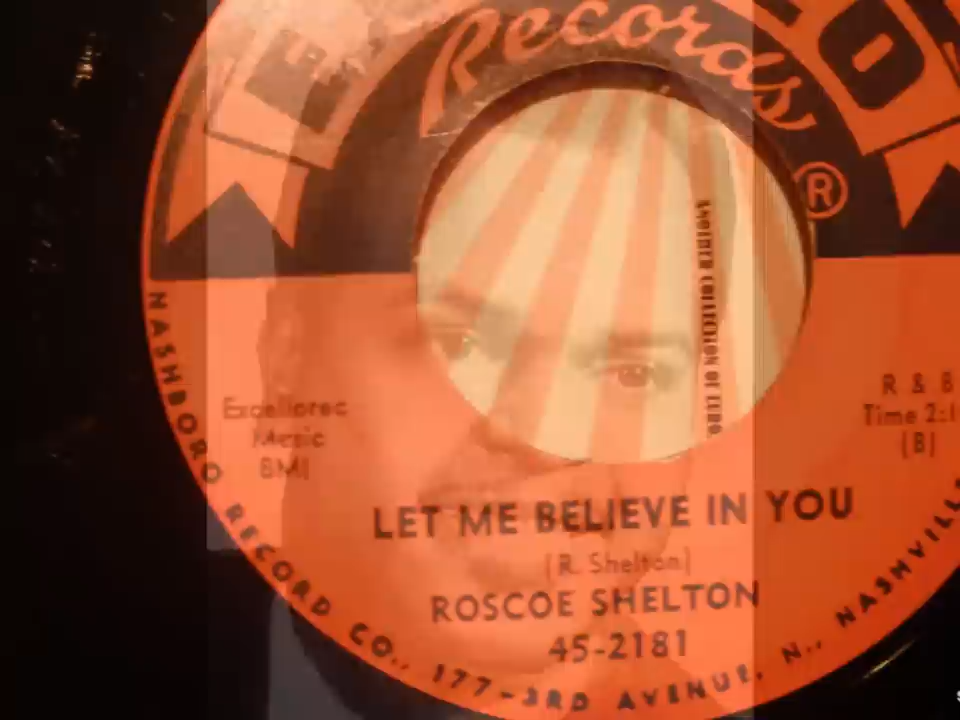 Records
®
NASHBORO RECORD CO., 177-3RD AVENUE, N., NASHVILL
Excellorec
Music
BMI
R & B
Time 2:1
(B)
LET ME BELIEVE IN YOU
(R. Shelton)
ROSCOE SHELTON
45-2181